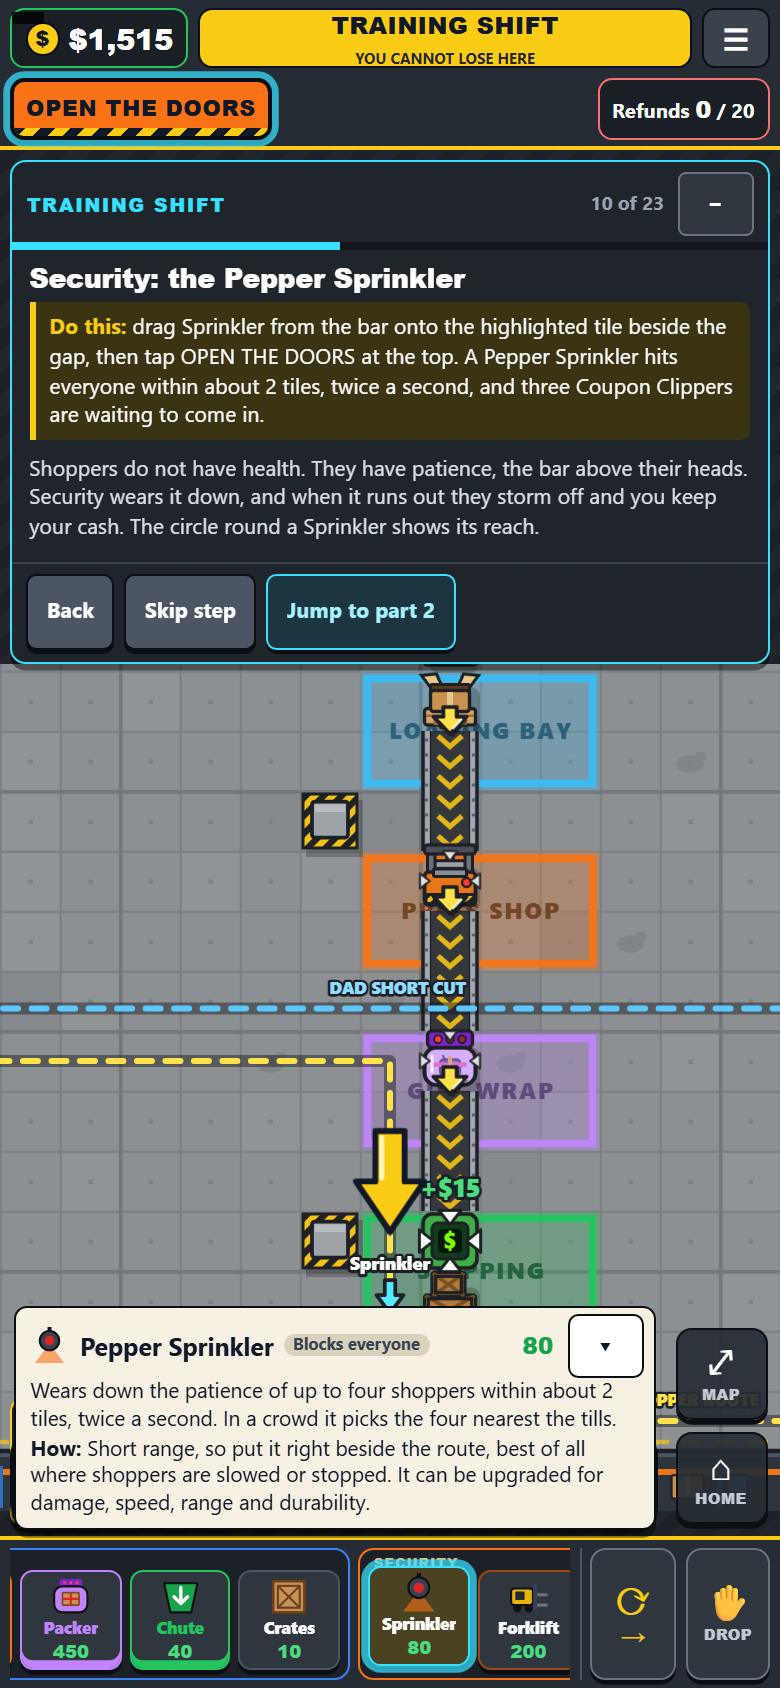 $1,515
TRAINING SHIFT
YOU CANNOT LOSE HERE
OPEN THE DOORS
Refunds 0 / 20
TRAINING SHIFT
10 of 23
Security: the Pepper Sprinkler
Do this: drag Sprinkler from the bar onto the highlighted tile beside the
gap, then tap OPEN THE DOORS at the top. A Pepper Sprinkler hits
everyone within about 2 tiles, twice a second, and three Coupon Clippers
are waiting to come in.
Shoppers do not have health. They have patience, the bar above their heads.
Security wears it down, and when it runs out they storm off and you keep
your cash. The circle round a Sprinkler shows its reach.
Back
Skip step
Jump to part 2
BAY
SHOP
DAD SHORT CUT
WRAP
+$15
$
Sprinkler
Pepper Sprinkler
Blocks everyone
80
Wears down the patience of up to four shoppers within about 2
tiles, twice a second. In a crowd it picks the four nearest the tills.
How: Short range, so put it right beside the route, best of all
where shoppers are slowed or stopped. It can be upgraded for
damage, speed, range and durability.
MAP
HOME
SECURITY
Packer
450
Chute
40
Crates
10
Sprinkler
80
Forklift
200
DROP